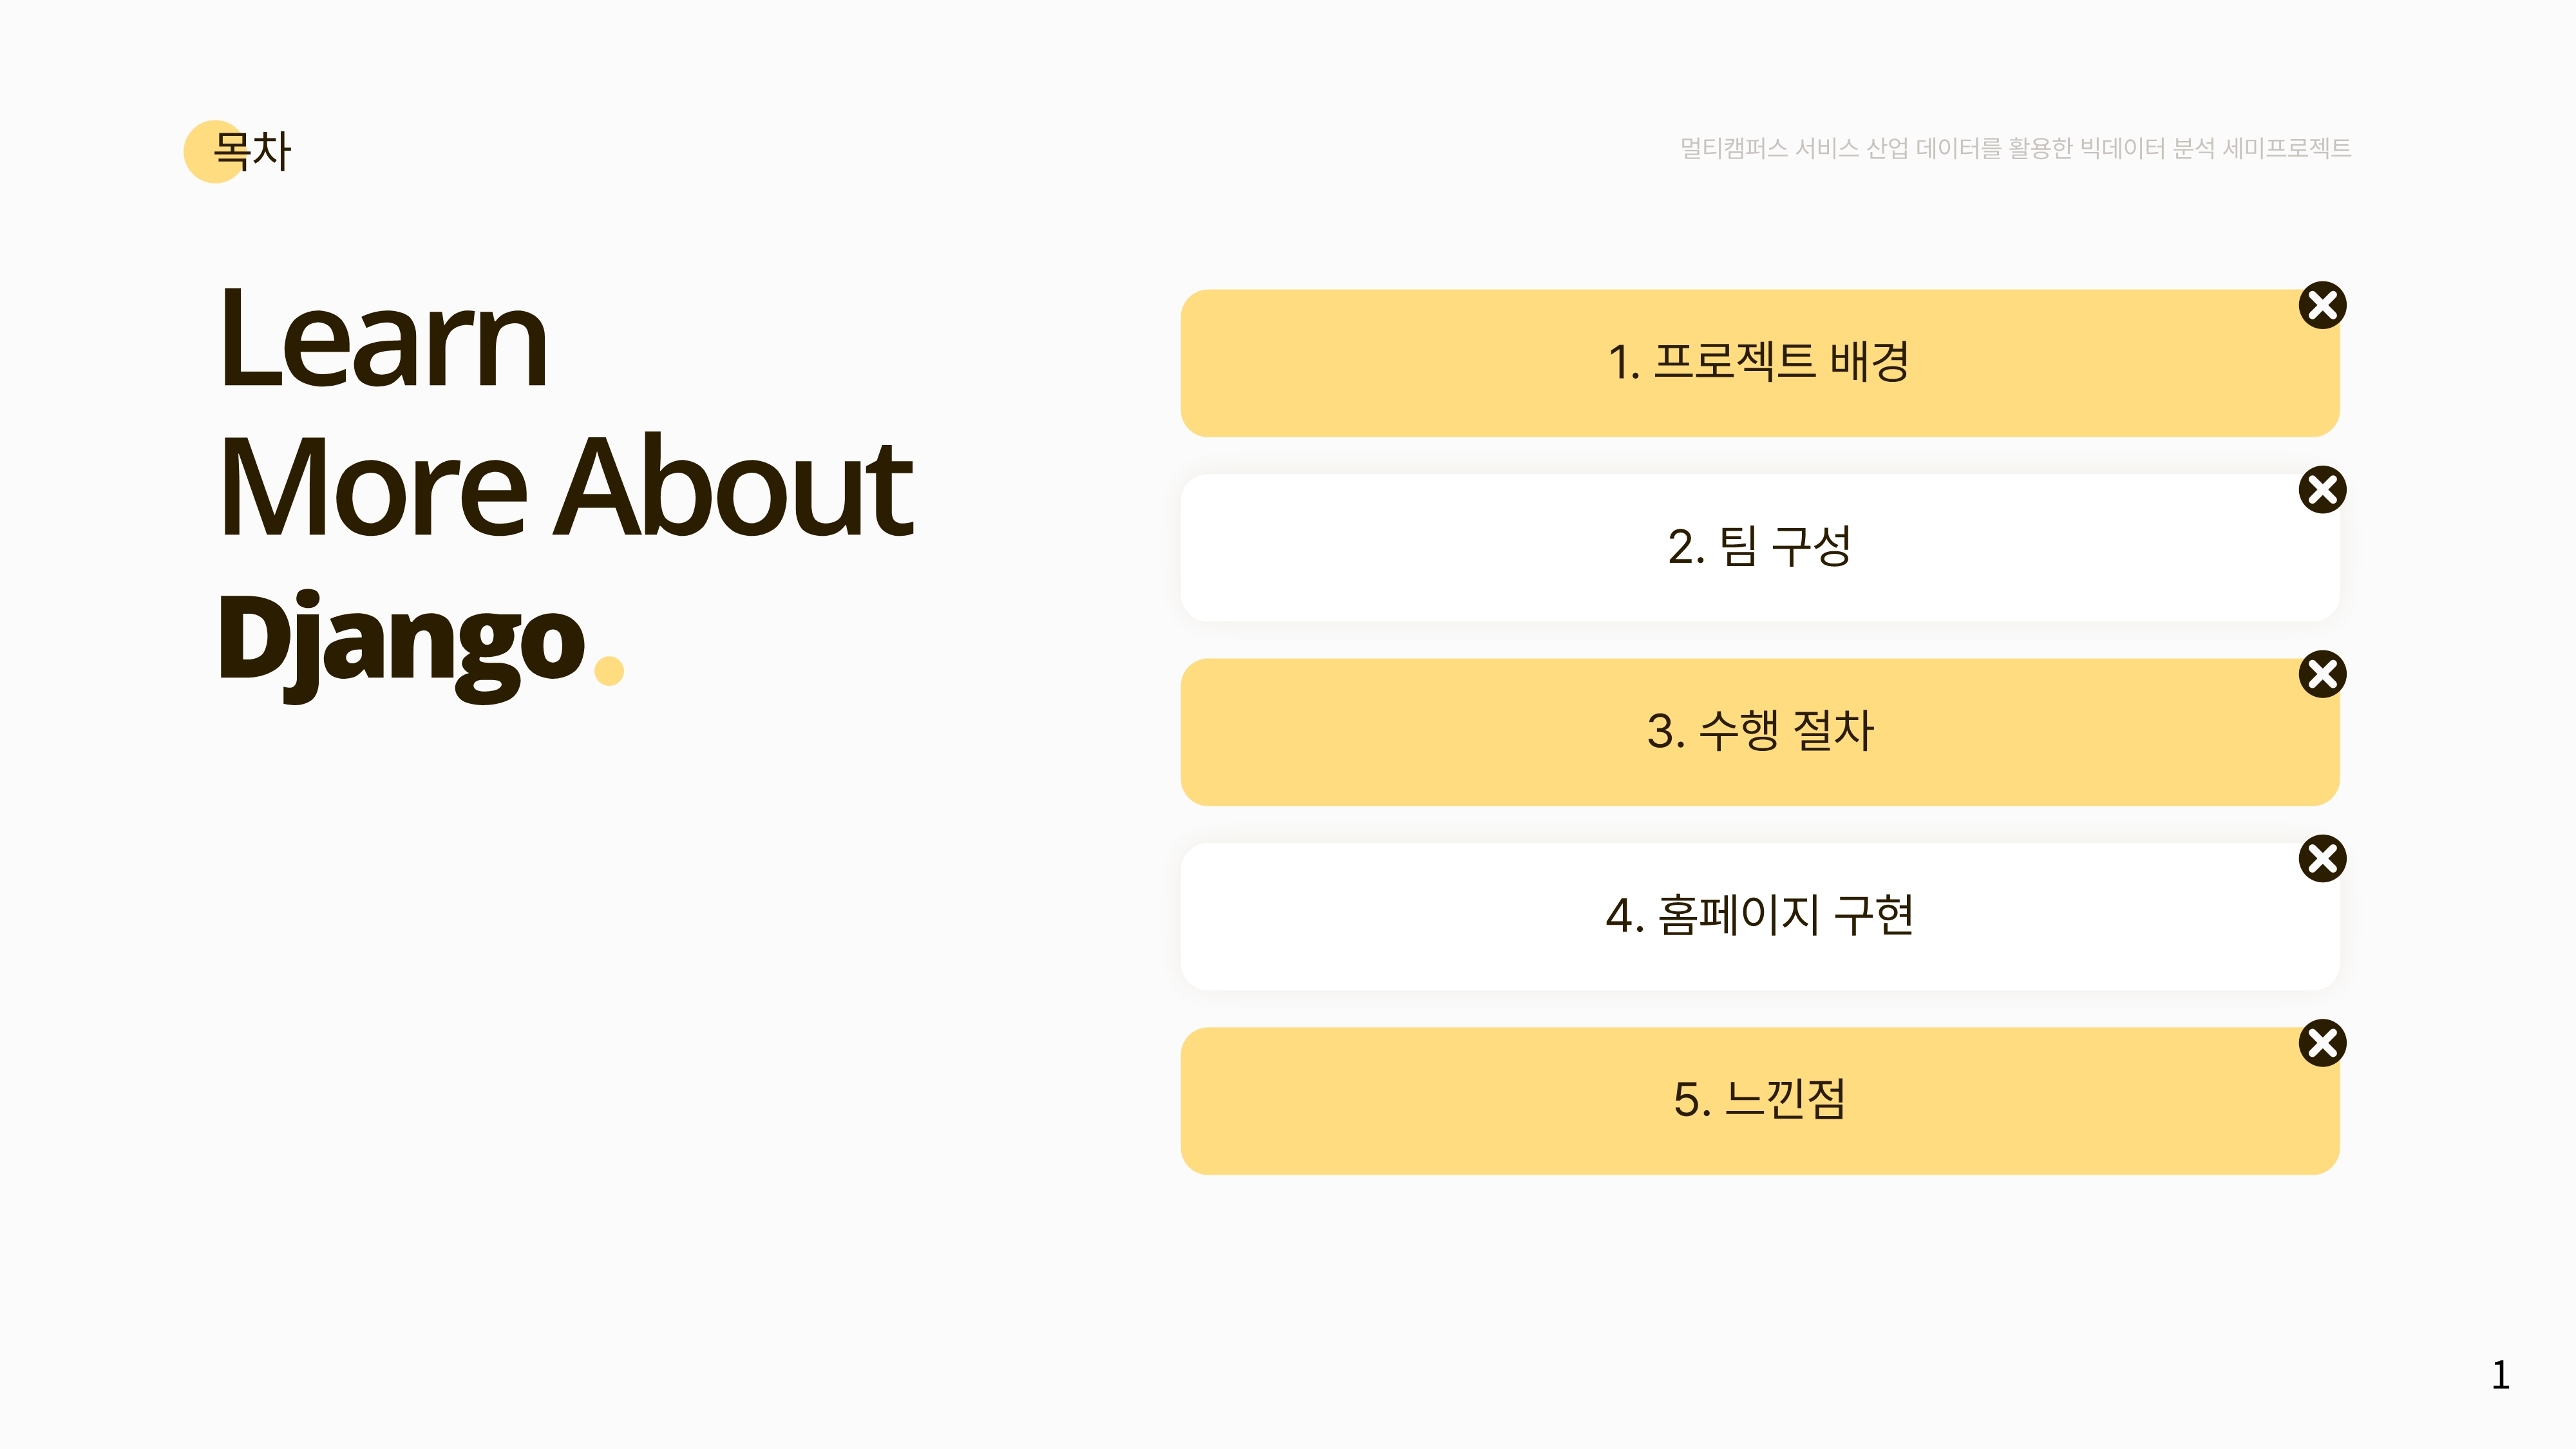 목차
멀티캠퍼스 서비스 산업 데이터를 활용한 빅데이터 분석 세미프로젝트
Learn
More About
Django.
1. 프로젝트 배경
2. 팀 구성
3. 수행 절차
4. 홈페이지 구현
5. 느낀점
1